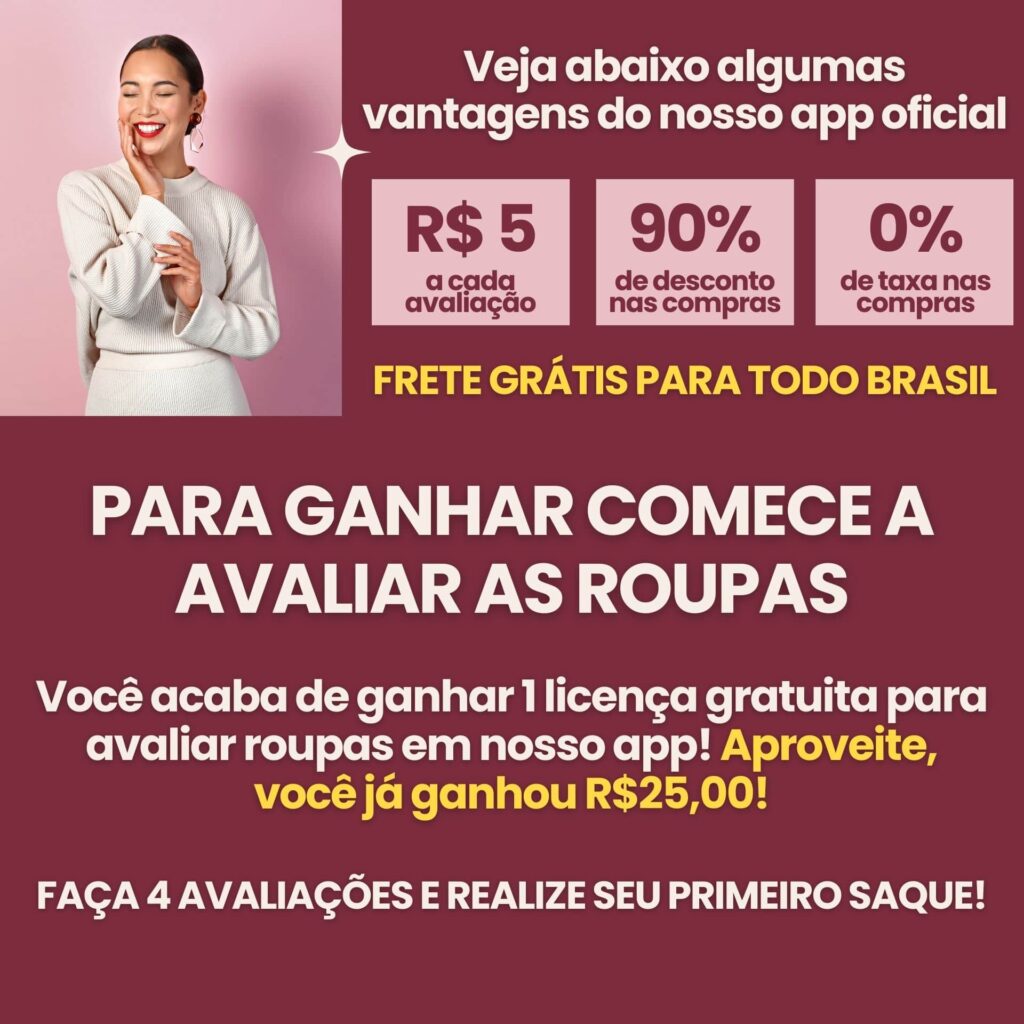 Veja abaixo algumas
vantagens do nosso app oficial
R$ 5
a cada
avaliação
90%
de desconto
nas compras
0%
de taxa nas
compras
FRETE GRÁTIS PARA TODO BRASIL
PARA GANHAR COMECE A
AVALIAR AS ROUPAS
Você acaba de ganhar 1 licença gratuita para
avaliar roupas em nosso app! Aproveite,
você já ganhou R$25,00!
FAÇA 4 AVALIAÇÕES E REALIZE SEU PRIMEIRO SAQUE!